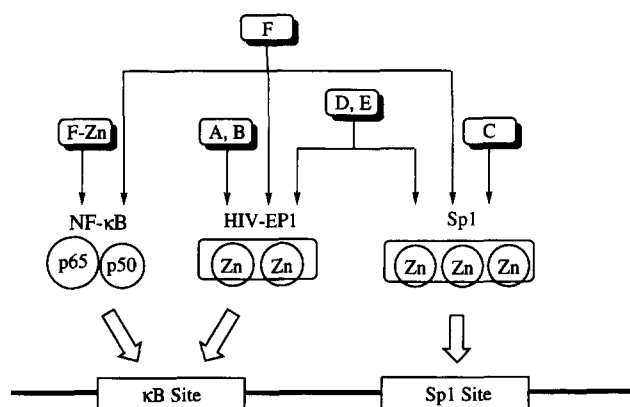 F
D, E
F-Zn
A, B
C
NF-κB
HIV-EP1
Sp1
p65 p50
Zn Zn
Zn Zn Zn
κB Site
Sp1 Site